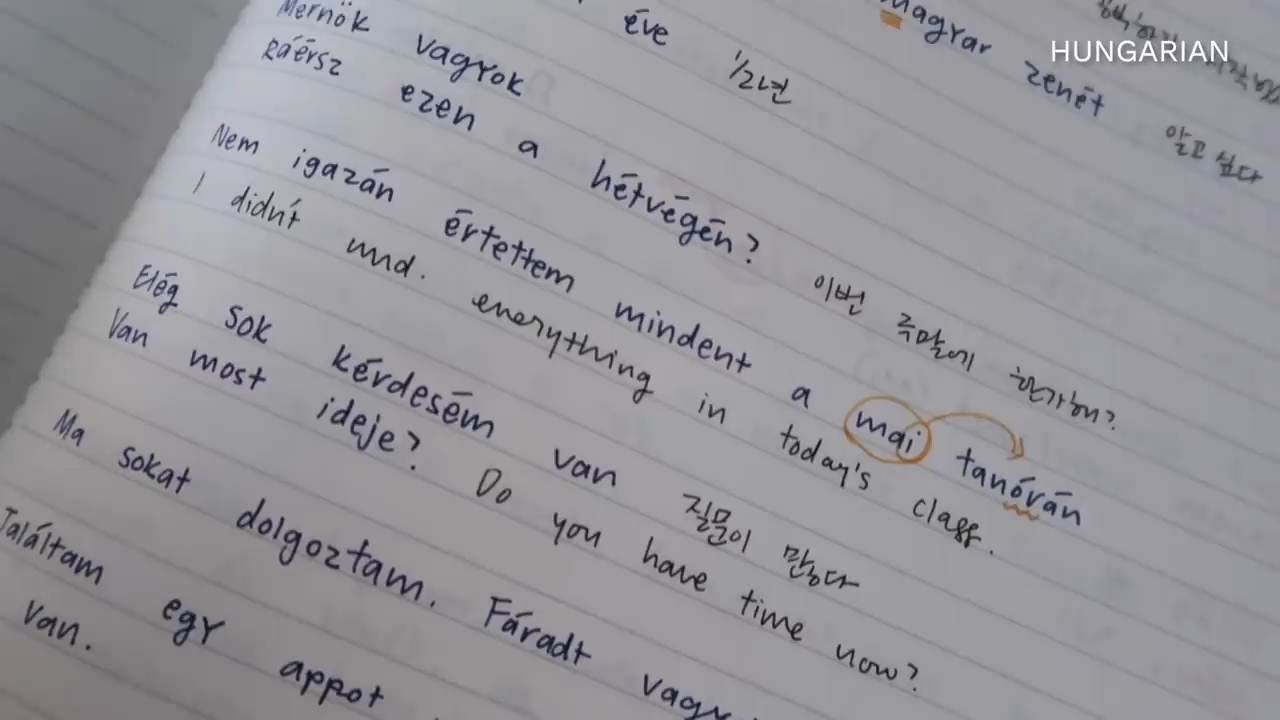 HUNGARIAN
magyar zenét
알고 싶다
éve 1/2년
Mérnök vagyok
Ráérsz ezen a hétvégén? 이번 주말에 한가해?
Nem igazán értettem mindent a mai tanórán
I didn't und. everything in today's class.
Elég sok kérdesém van 질문이 많다
Van most ideje? Do you have time now?
Ma sokat dolgoztam. Fáradt
Találtam egy appot
van.